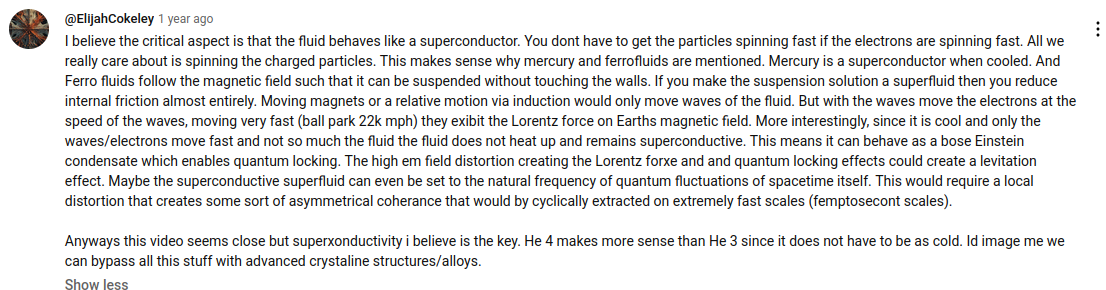 @ElijahCokeley 1 year ago
I believe the critical aspect is that the fluid behaves like a superconductor. You dont have to get the particles spinning fast if the electrons are spinning fast. All we
really care about is spinning the charged particles. This makes sense why mercury and ferrofluids are mentioned. Mercury is a superconductor when cooled. And
Ferro fluids follow the magnetic field such that it can be suspended without touching the walls. If you make the suspension solution a superfluid then you reduce
internal friction almost entirely. Moving magnets or a relative motion via induction would only move waves of the fluid. But with the waves move the electrons at the
speed of the waves, moving very fast (ball park 22k mph) they exibit the Lorentz force on Earths magnetic field. More interestingly, since it is cool and only the
waves/electrons move fast and not so much the fluid the fluid does not heat up and remains superconductive. This means it can behave as a bose Einstein
condensate which enables quantum locking. The high em field distortion creating the Lorentz forxe and and quantum locking effects could create a levitation
effect. Maybe the superconductive superfluid can even be set to the natural frequency of quantum fluctuations of spacetime itself. This would require a local
distortion that creates some sort of asymmetrical coharance that would by cyclically extracted on extremely fast scales (femptosecont scales).
Anyways this video seems close but superxonductivity i believe is the key. He 4 makes more sense than He 3 since it does not have to be as cold. Id image me we
can bypass all this stuff with advanced crystaline structures/alloys.
Show less